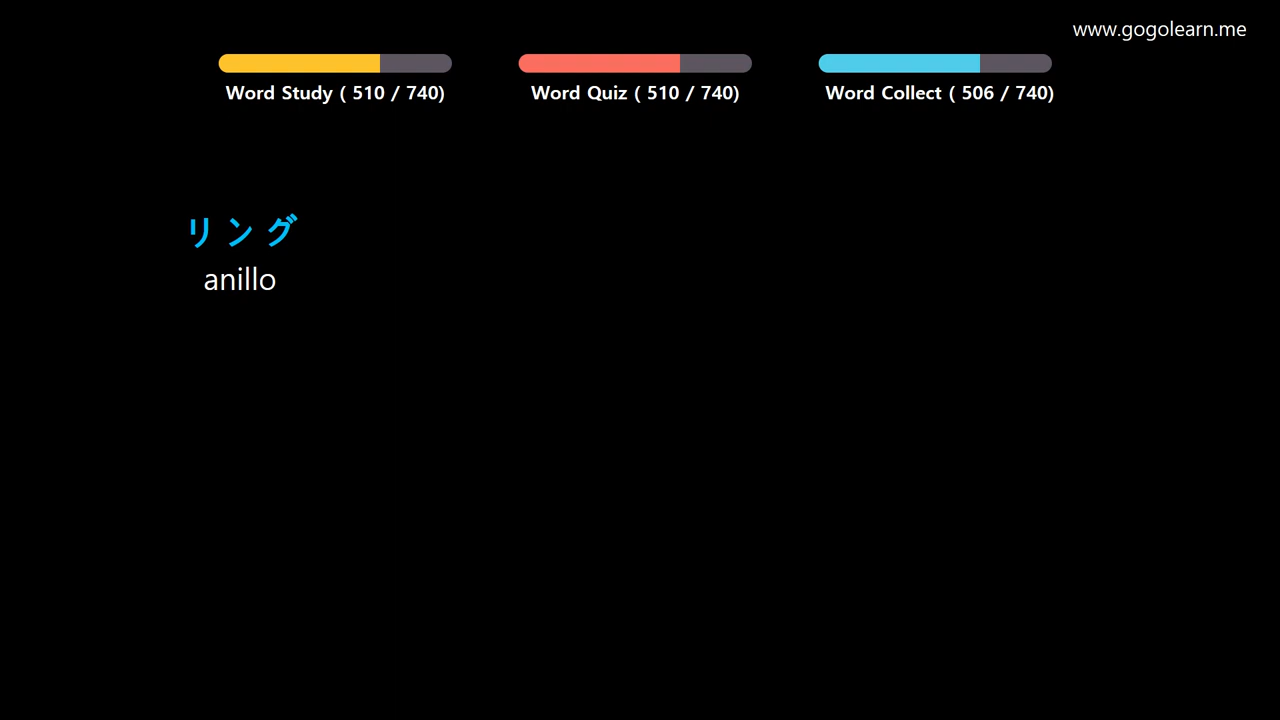 www.gogolearn.me
Word Study ( 510 / 740)
Word Quiz ( 510 / 740)
Word Collect ( 506 / 740)
リング
anillo